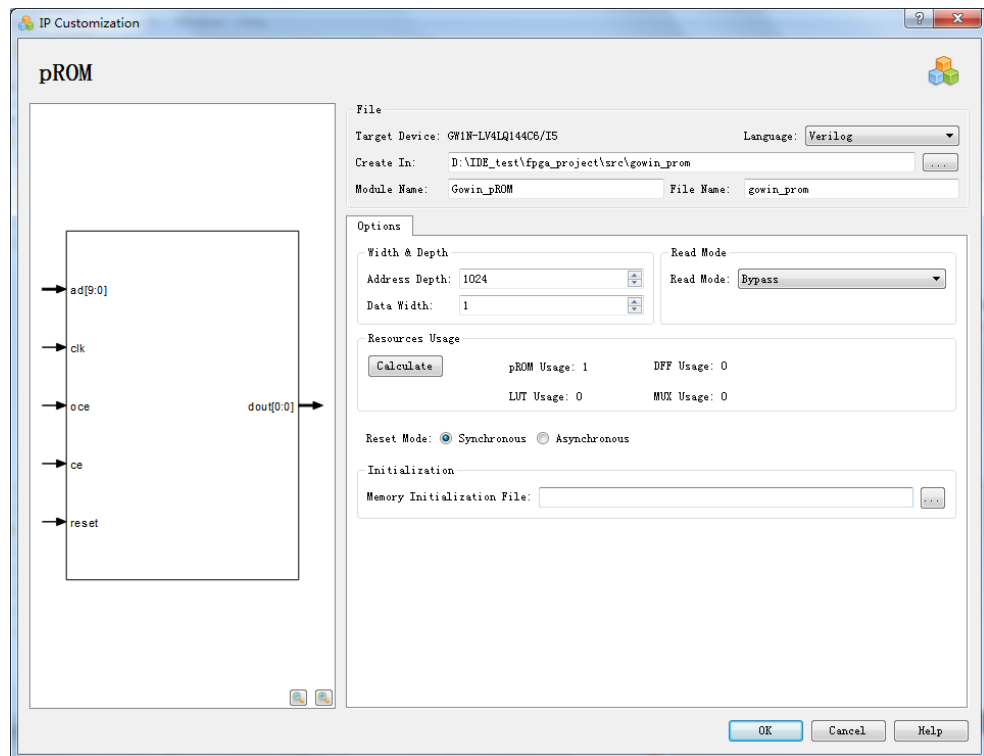 IP Customization
pROM
File
Target Device: GW1N-LV4LQ144C6/I5 Language: Verilog
Create In: D:\IDE_test\fpga_project\src\gowin_prom ...
Module Name: Gowin_pROM File Name: gowin_prom
Options
Width & Depth Read Mode
Address Depth: 1024 Read Mode: Bypass
Data Width: 1
Resources Usage
Calculate pROM Usage: 1 DFF Usage: 0
LUT Usage: 0 MUX Usage: 0
Reset Mode: Synchronous Asynchronous
Initialization
Memory Initialization File: ...
ad[9:0]
clk
oce dout[0:0]
ce
reset
OK Cancel Help